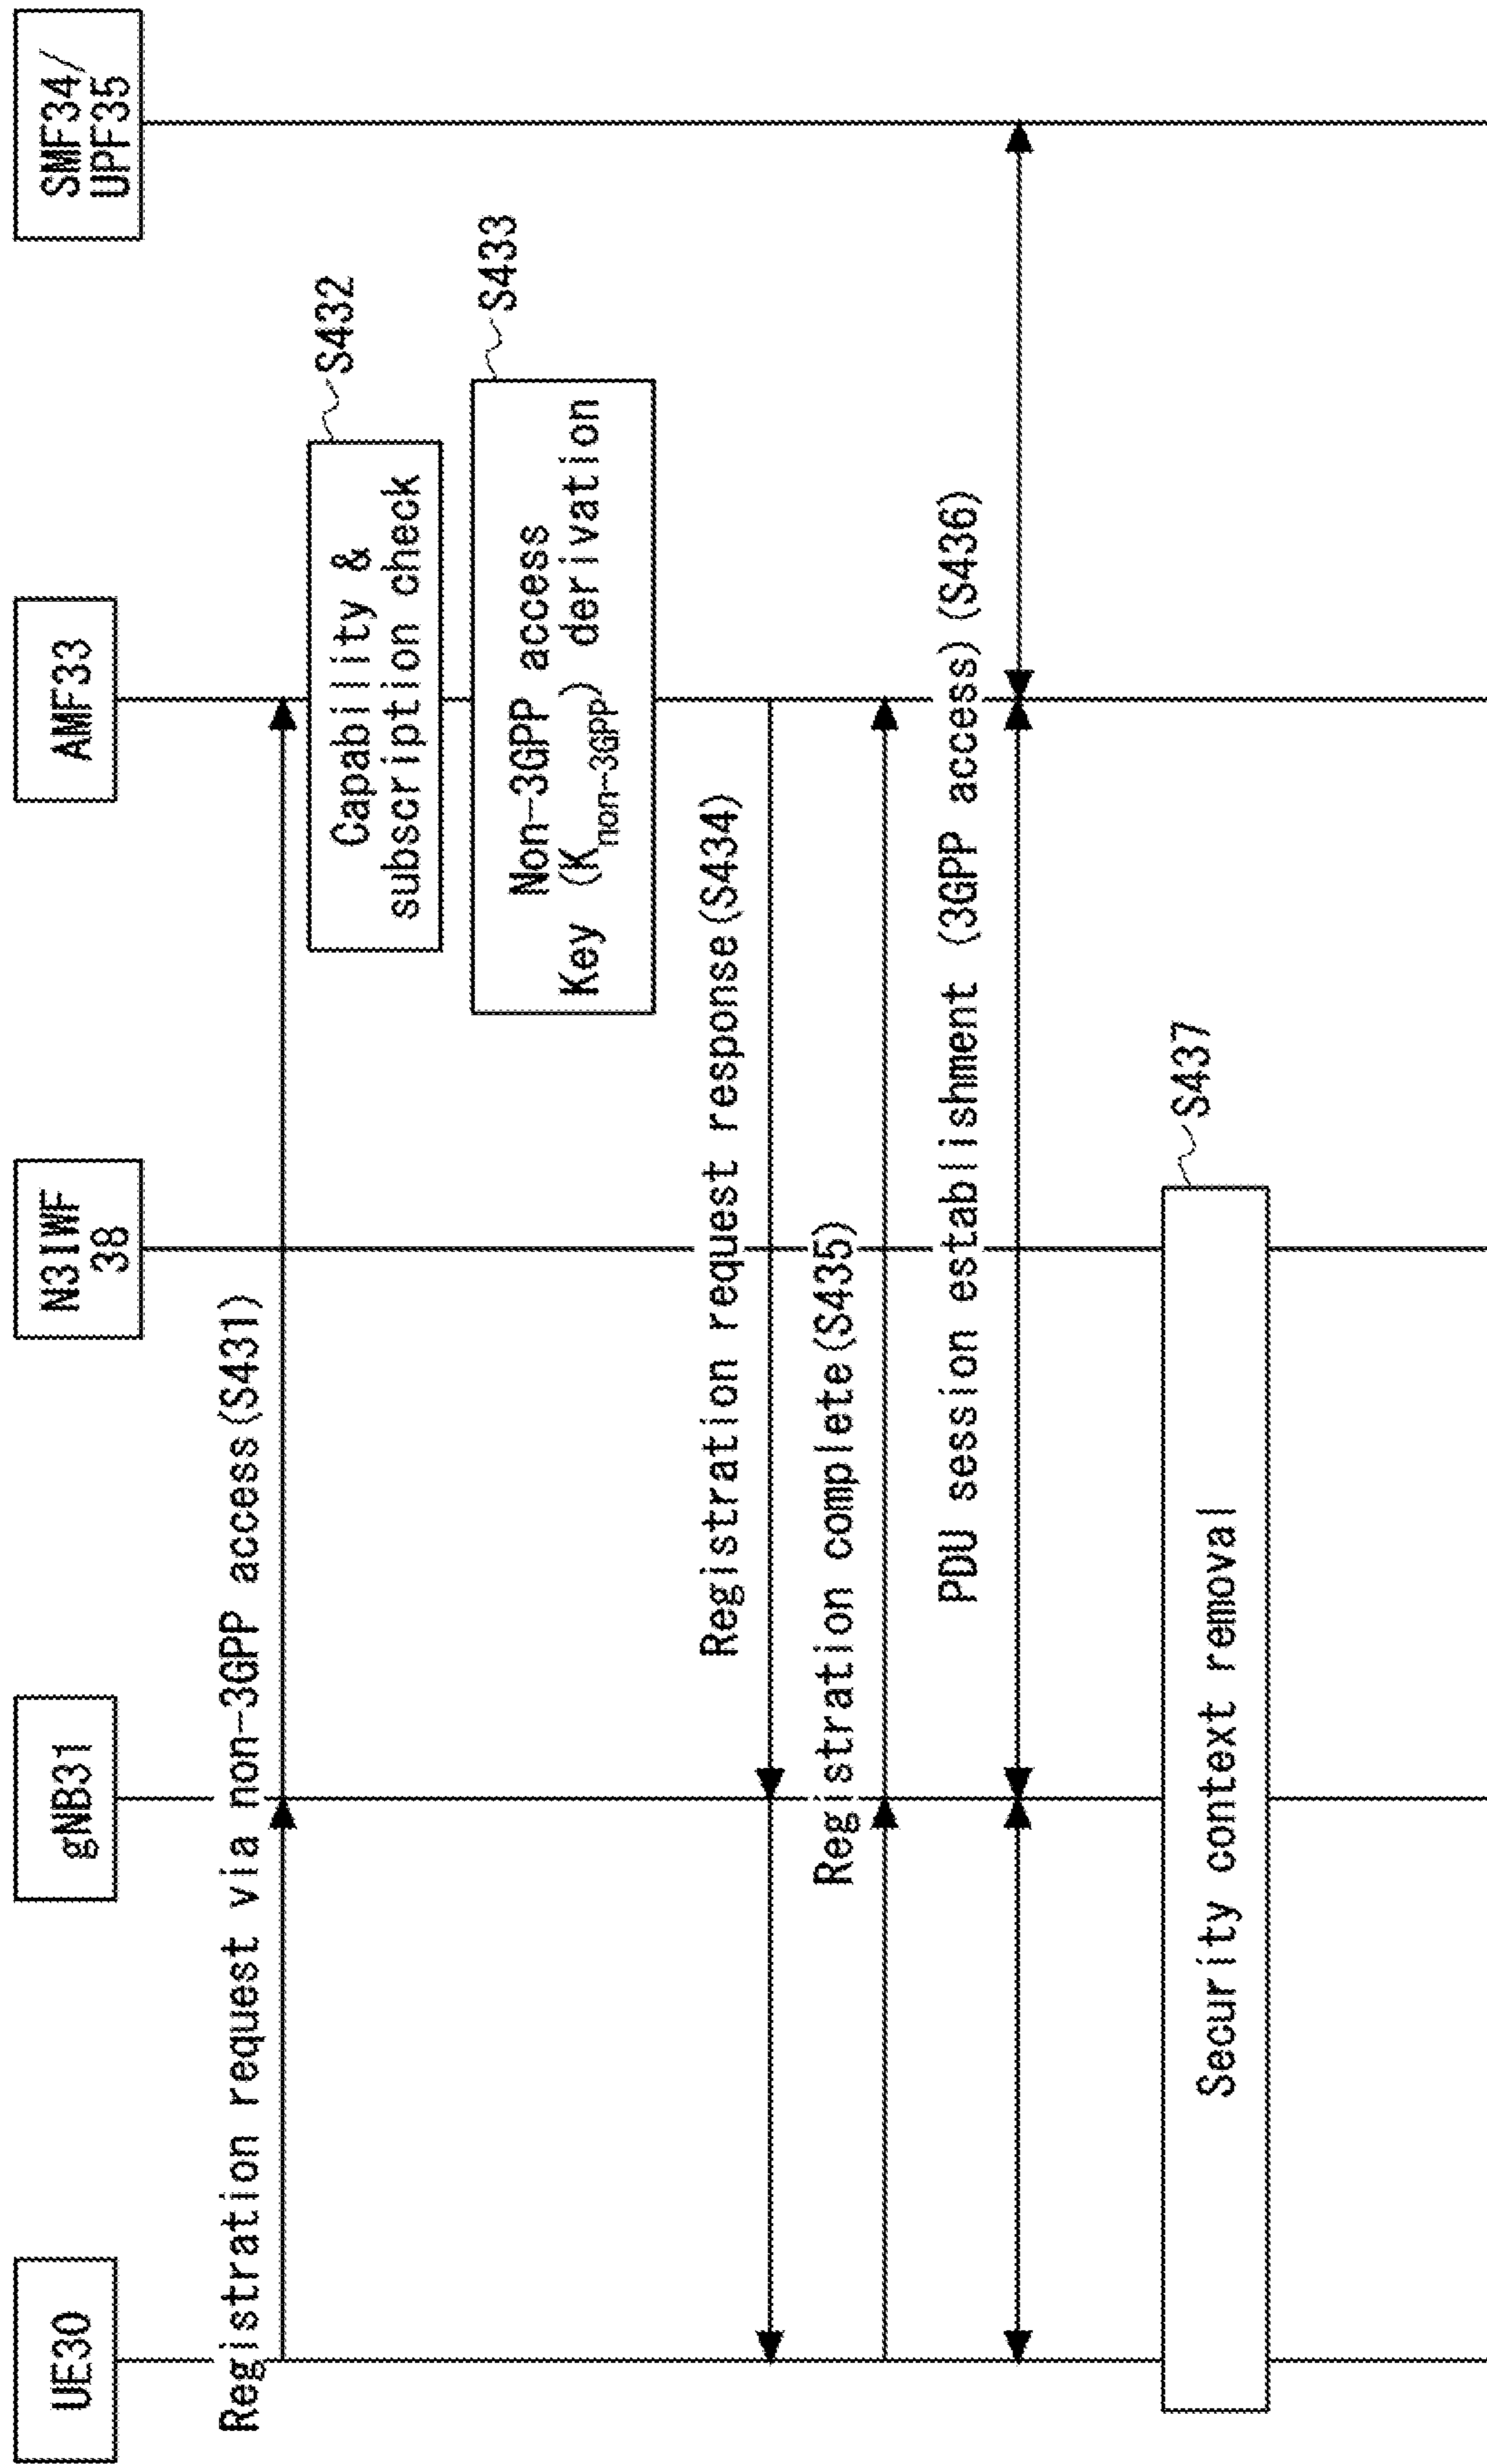 UE30
gNB31
N3IWF
38
AMF33
SMF34/
UPF35
Registration request via non-3GPP access(S431)
Capability &
subscription check
S432
Non-3GPP access
Key (Knon-3GPP) derivation
S433
Registration request response(S434)
Registration complete(S435)
PDU session establishment (3GPP access)(S436)
Security context removal
S437